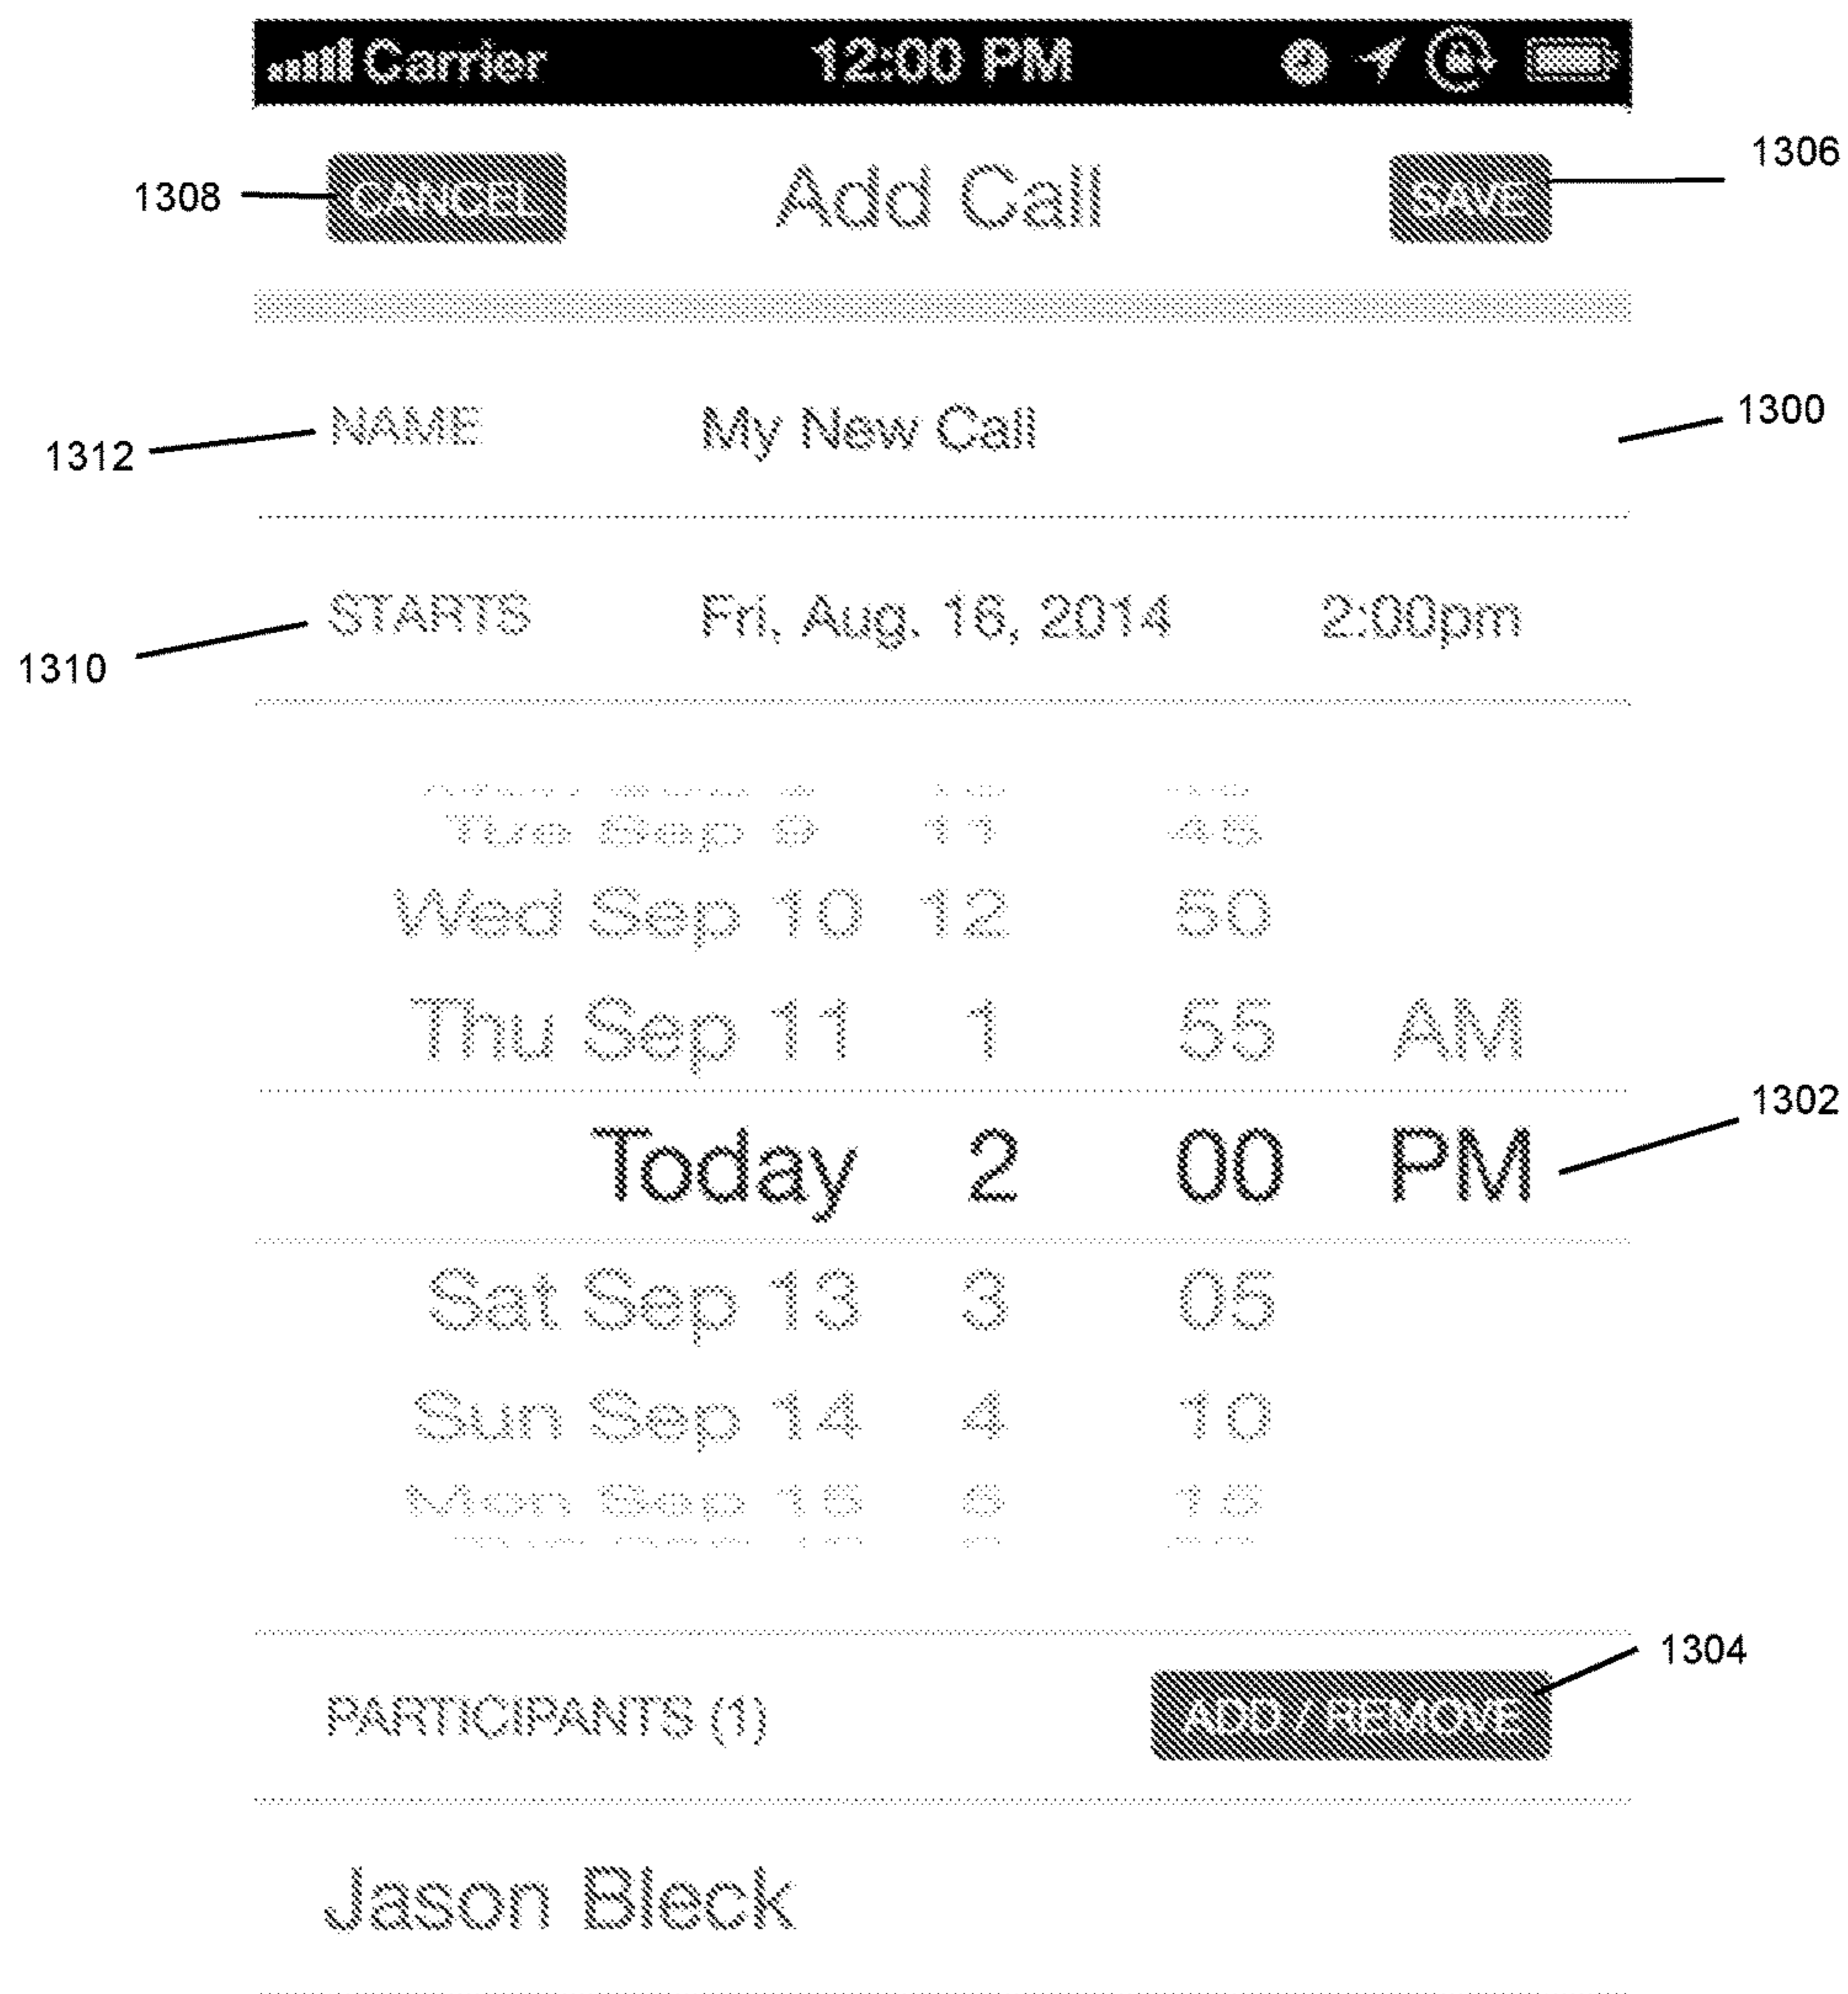 Carrier 12:00 PM
1306
1308 CANCEL Add Call SAVE
1300
1312 NAME My New Call
STARTS Fri, Aug. 16, 2014 2:00pm
1310
Tue Sep 9 11 45
Wed Sep 10 12 50
Thu Sep 11 1 55 AM
1302
Today 2 00 PM
Sat Sep 13 3 05
Sun Sep 14 4 10
Mon Sep 15 15
1304
PARTICIPANTS (1) ADD / REMOVE
Jason Bleck